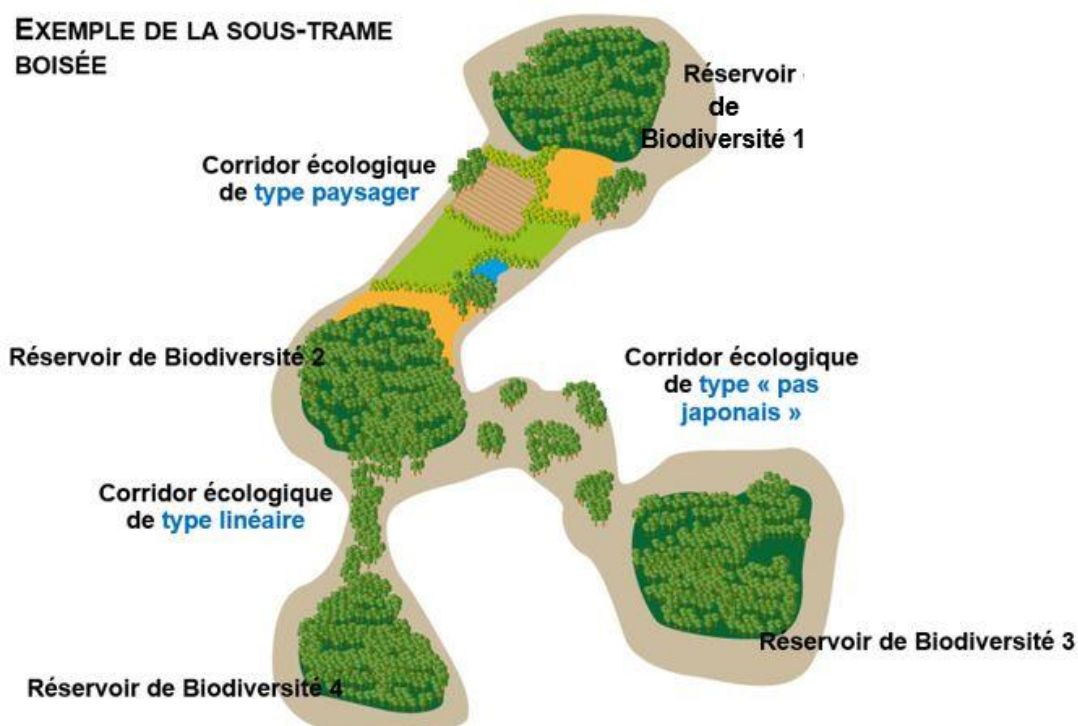 EXEMPLE DE LA SOUS-TRAME
BOISÉE
Réservoir
de
Biodiversité 1
Corridor écologique
de type paysager
Réservoir de Biodiversité 2
Corridor écologique
de type « pas
japonais »
Corridor écologique
de type linéaire
Réservoir de Biodiversité 3
Réservoir de Biodiversité 4